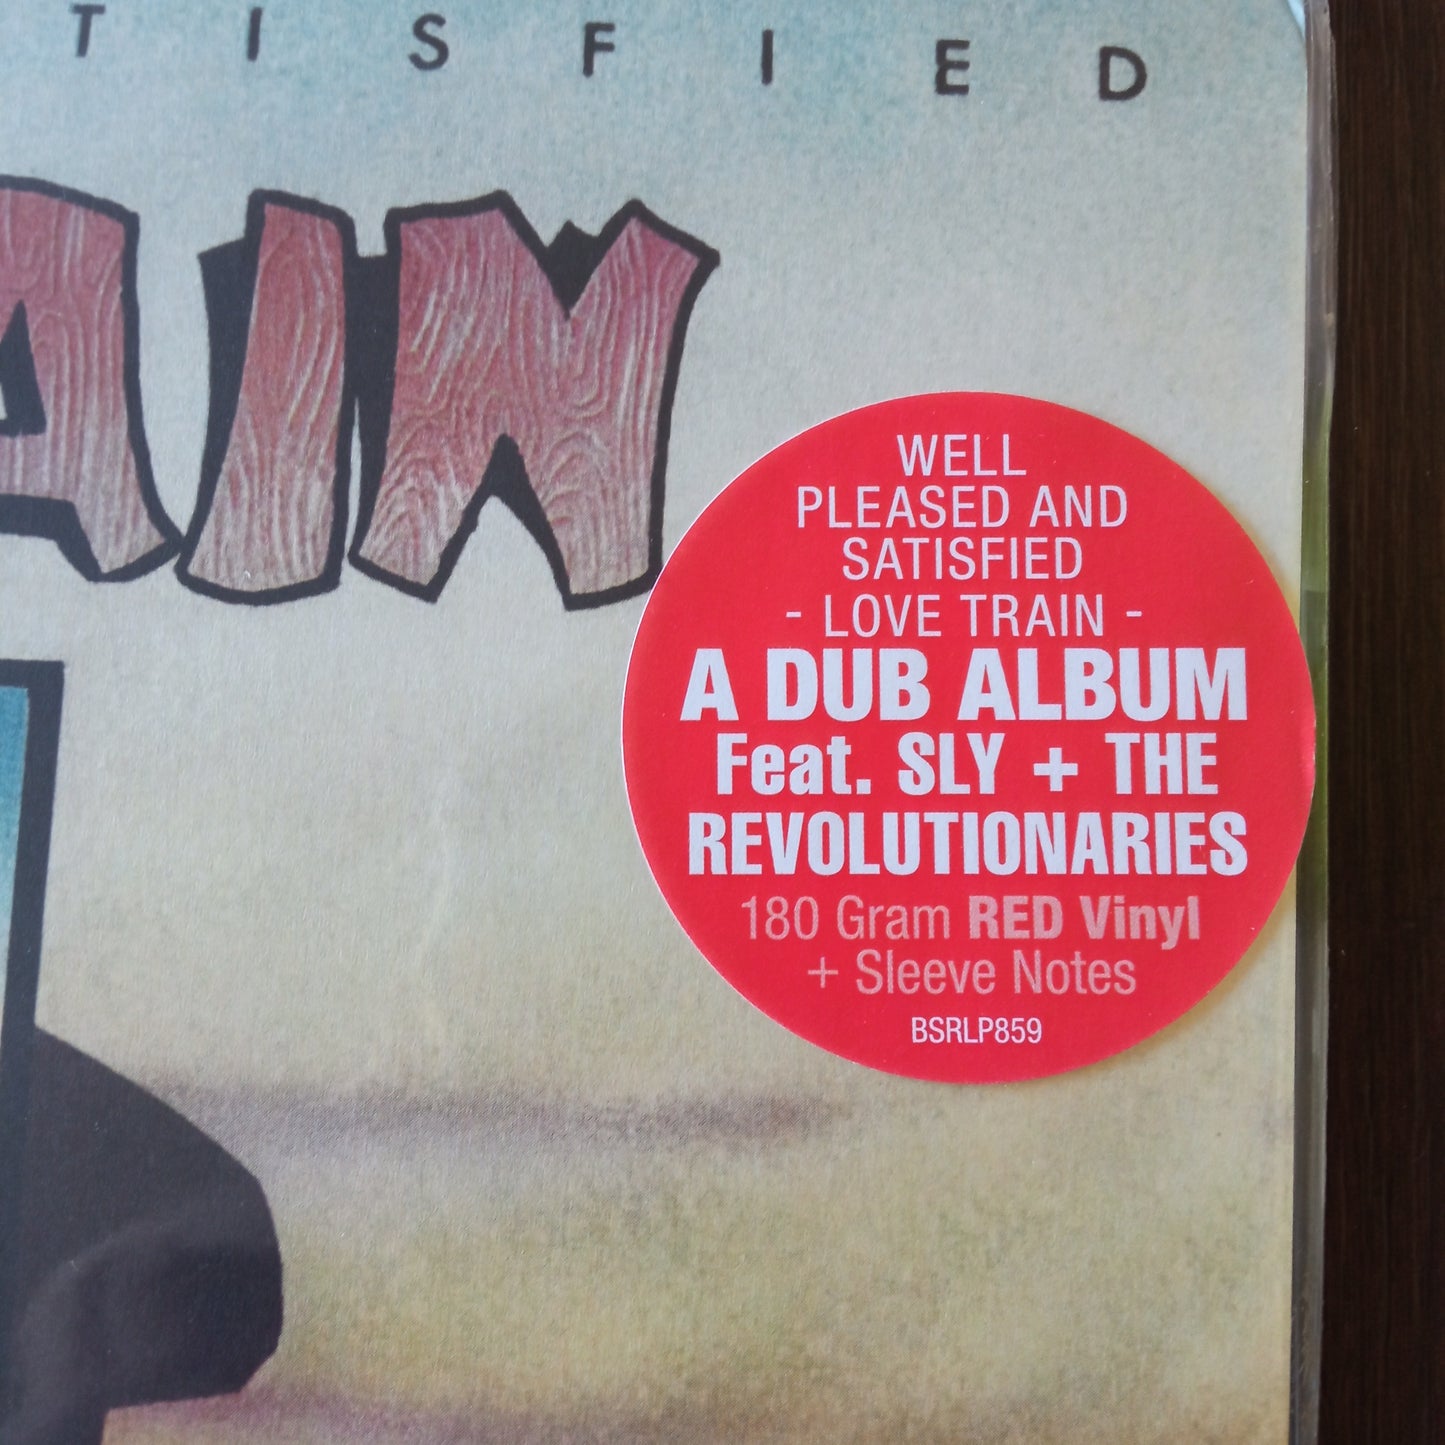 TISFIED
AIN
WELL
PLEASED AND
SATISFIED
- LOVE TRAIN -
A DUB ALBUM
Feat. SLY + THE
REVOLUTIONARIES
180 Gram RED Vinyl
+ Sleeve Notes
BSRLP859